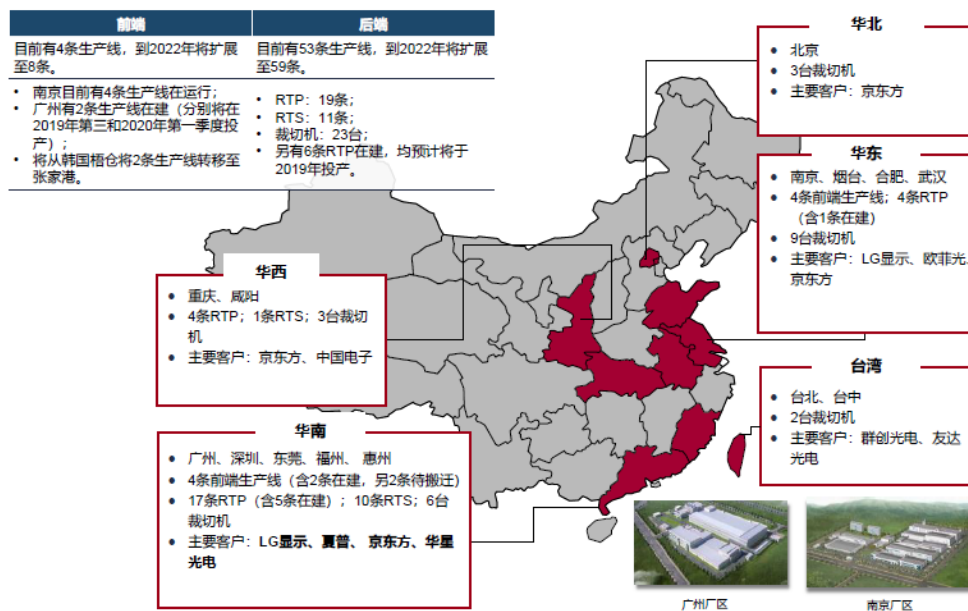 前端
后端
目前有4条生产线，到2022年将扩展
至8条。
目前有53条生产线，到2022年将扩展
至59条。
• 南京目前有4条生产线在运行；
• 广州有2条生产线在建（分别将在
2019年第三和2020年第一季度投
产）；
• 将从韩国梧仓将2条生产线转移至
张家港。
• RTP：19条；
• RTS：11条；
• 裁切机：23台；
• 另有6条RTP在建，均预计将于
2019年投产。
华北
• 北京
• 3台裁切机
• 主要客户：京东方
华东
• 南京、烟台、合肥、武汉
• 4条前端生产线；4条RTP
（含1条在建）
• 9台裁切机
• 主要客户：LG显示、欧菲光、
京东方
华西
• 重庆、咸阳
• 4条RTP；1条RTS；3台裁切
机
• 主要客户：京东方、中国电子
台湾
• 台北、台中
• 2台裁切机
• 主要客户：群创光电、友达
光电
华南
• 广州、深圳、东莞、福州、 惠州
• 4条前端生产线（含2条在建，另2条待搬迁）
• 17条RTP（含5条在建）；10条RTS；6台
裁切机
• 主要客户：LG显示、夏普、 京东方、华星
光电
广州厂区
南京厂区